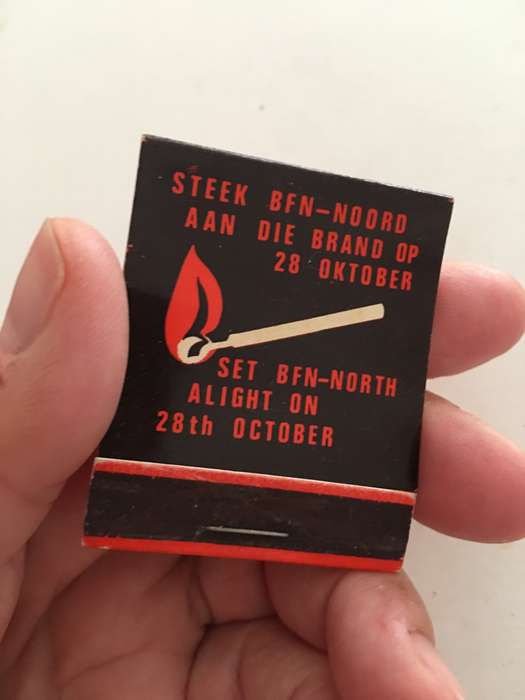 STEEK BFN-NOORD
AAN DIE BRAND OP
28 OKTOBER
SET BFN-NORTH
ALIGHT ON
28th OCTOBER